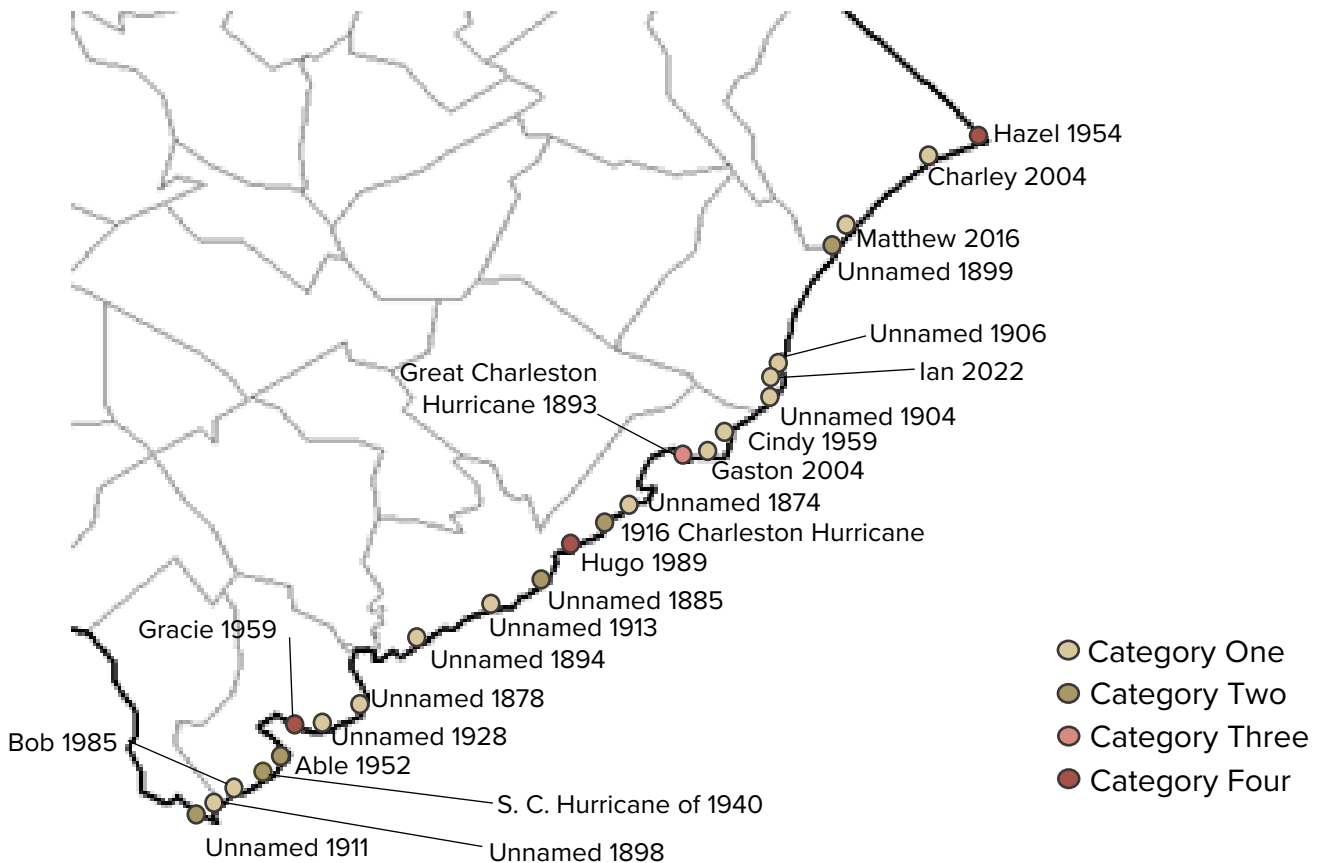 Hazel 1954
Charley 2004
Matthew 2016
Unnamed 1899
Unnamed 1906
Great Charleston
Hurricane 1893
Ian 2022
Unnamed 1904
Cindy 1959
Gaston 2004
Unnamed 1874
1916 Charleston Hurricane
Hugo 1989
Unnamed 1885
Unnamed 1913
Gracie 1959
Unnamed 1894
Unnamed 1878
Unnamed 1928
Bob 1985
Able 1952
S. C. Hurricane of 1940
Unnamed 1911
Unnamed 1898
Category One
Category Two
Category Three
Category Four